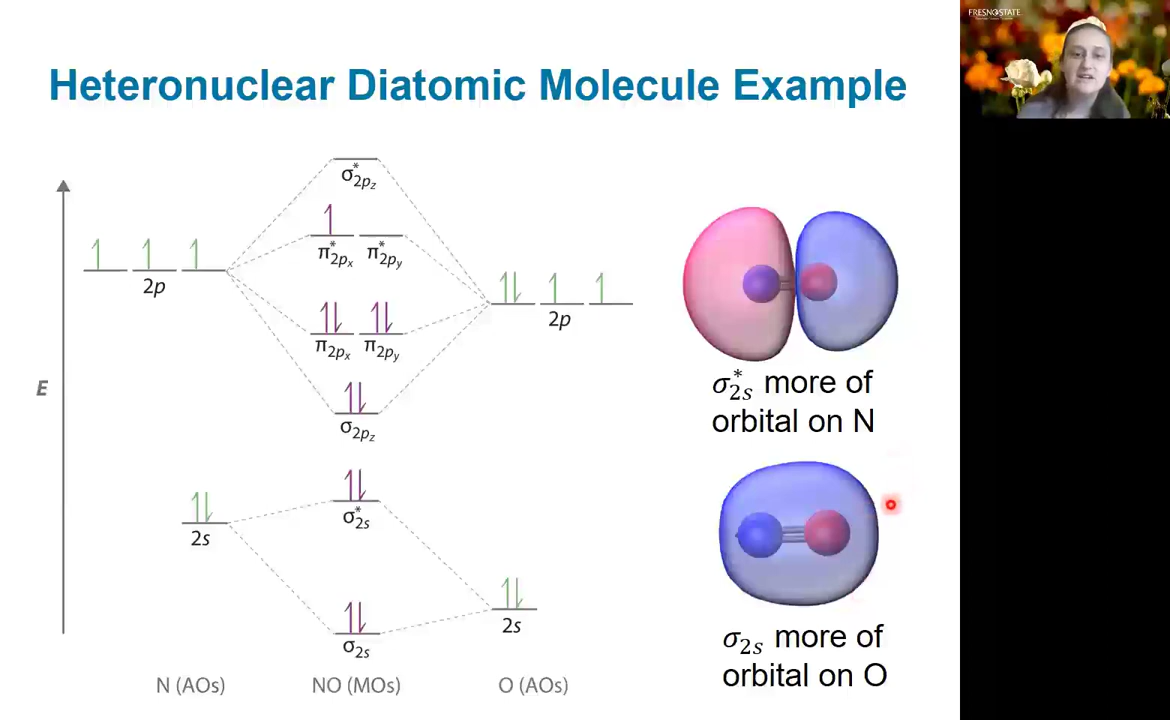 Heteronuclear Diatomic Molecule Example
FRESNO STATE
E
σ*2pz
π*2px π*2py
2p
2p
π2px π2py
σ2pz
σ*2s
2s
2s
σ2s
N (AOs) NO (MOs) O (AOs)
σ*2s more of
orbital on N
σ2s more of
orbital on O